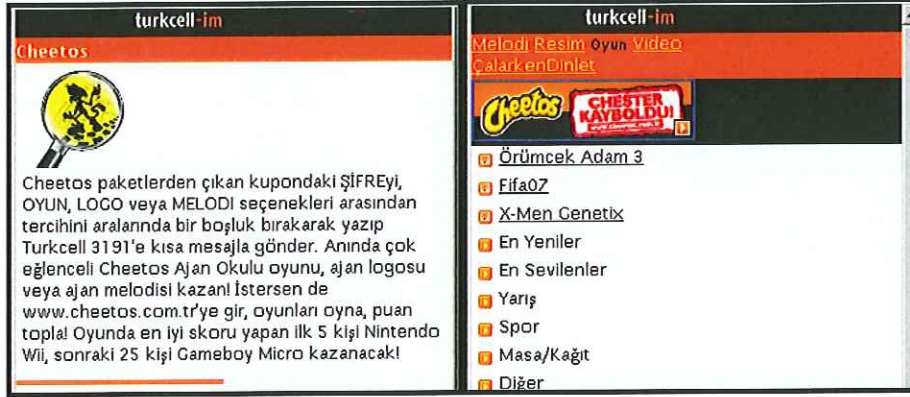 turkcell-im
Cheetos
Cheetos paketlerden çıkan kupondaki ŞİFREyi,
OYUN, LOGO veya MELODI seçenekleri arasından
tercihini aralarında bir boşluk bırakarak yazıp
Turkcell 3191'e kısa mesajla gönder. Anında çok
eğlenceli Cheetos Ajan Okulu oyunu, ajan logosu
veya ajan melodisi kazan! İstersen de
www.cheetos.com.tr'ye gir, oyunları oyna, puan
topla! Oyunda en iyi skoru yapan ilk 5 kişi Nintendo
Wii, sonraki 25 kişi Gameboy Micro kazanacak!
turkcell-im
Melodi Resim Oyun Video
ÇalarkenDinlet
Cheetos
CHESTER
KAYBOLDU!
www.cheetos.com.tr
Örümcek Adam 3
Fifa07
X-Men Genetix
En Yeniler
En Sevilenler
Yarış
Spor
Masa/Kağıt
Diğer